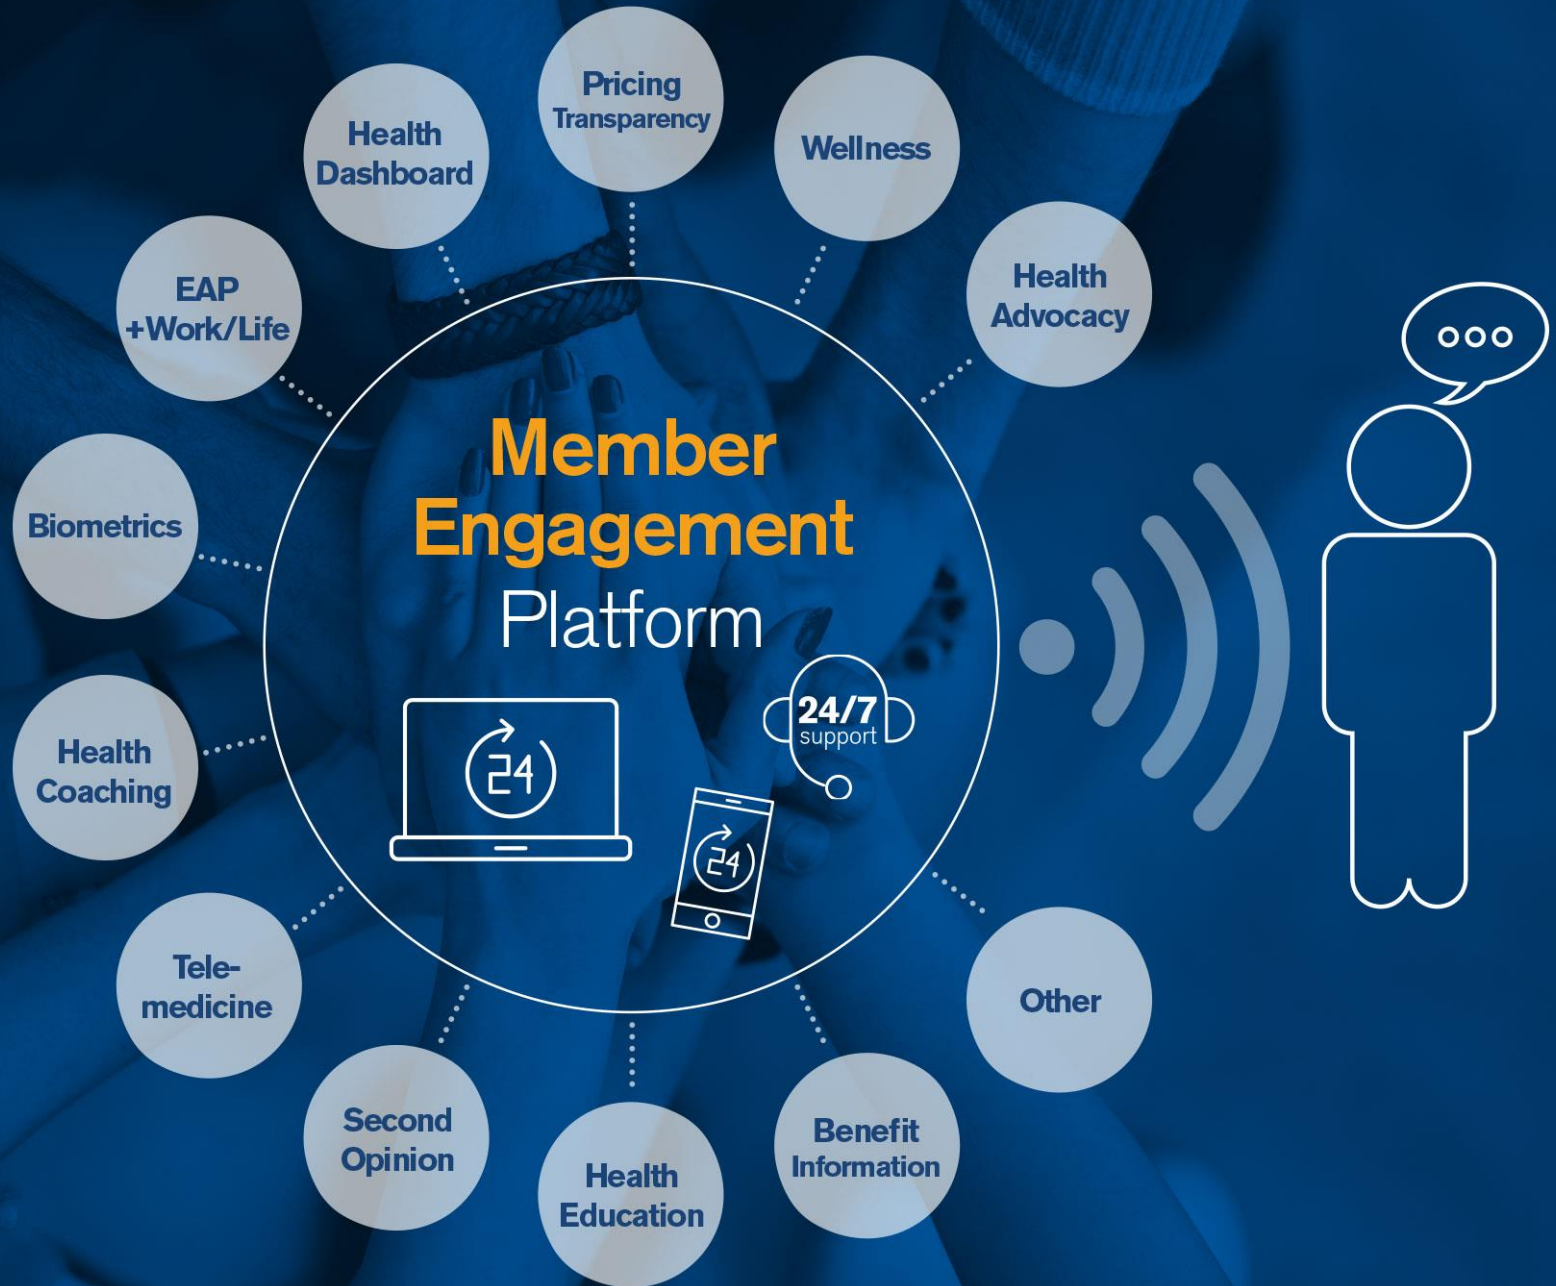 Pricing
Transparency
Health
Dashboard
Wellness
EAP
+Work/Life
Health
Advocacy
Member
Engagement
Platform
Biometrics
24/7
support
24
24
Health
Coaching
Tele-
medicine
Other
Second
Opinion
Health
Education
Benefit
Information